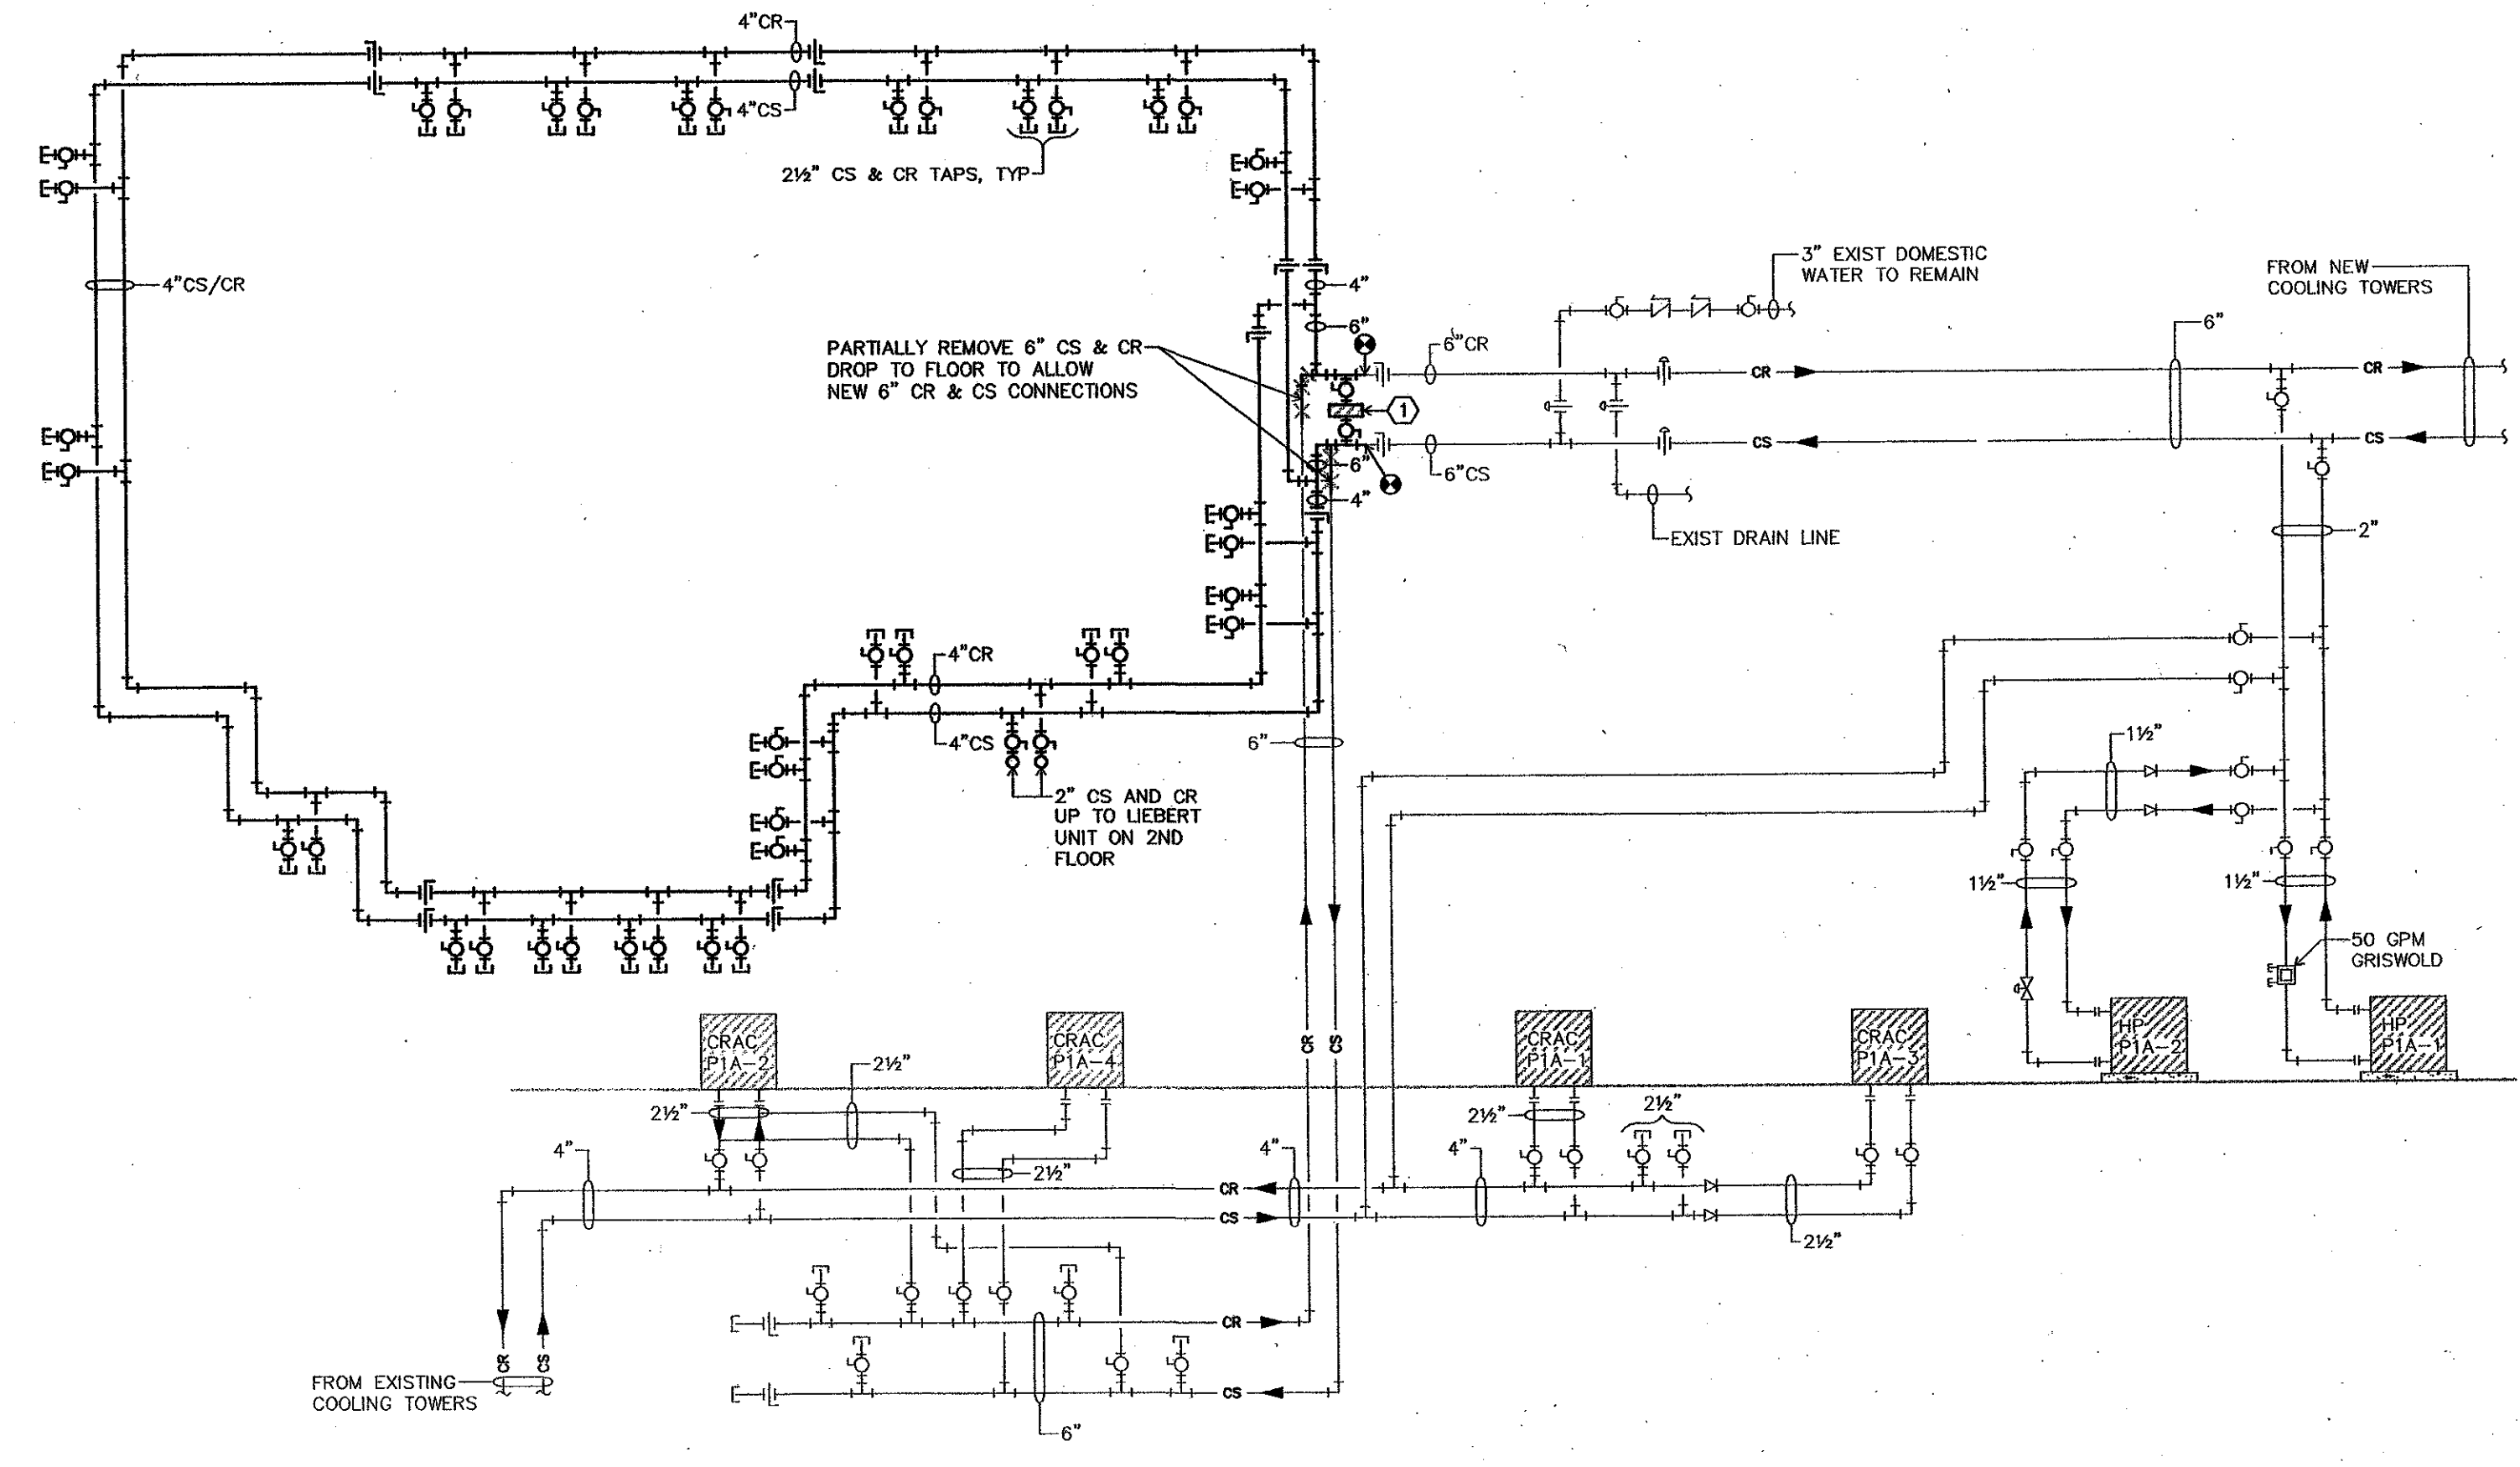 4"CR
4"CS
2½" CS & CR TAPS, TYP
4"CS/CR
3" EXIST DOMESTIC
WATER TO REMAIN
FROM NEW
COOLING TOWERS
4"
6"
6"
PARTIALLY REMOVE 6" CS & CR
DROP TO FLOOR TO ALLOW
NEW 6" CR & CS CONNECTIONS
6"CR
CR
CR
1
CS
CS
6"
6"CS
4"
EXIST DRAIN LINE
2"
4"CR
4"CS
6"
1½"
2" CS AND CR
UP TO LIEBERT
UNIT ON 2ND
FLOOR
1½"
1½"
50 GPM
GRISWOLD
CR
CS
CRAC
P1A-2
CRAC
P1A-4
CRAC
P1A-1
CRAC
P1A-3
HP
P1A-2
HP
P1A-1
2½"
2½"
2½"
2½"
4"
2½"
4"
4"
CR
CS
2½"
CR
CR
CS
CS
FROM EXISTING
COOLING TOWERS
6"